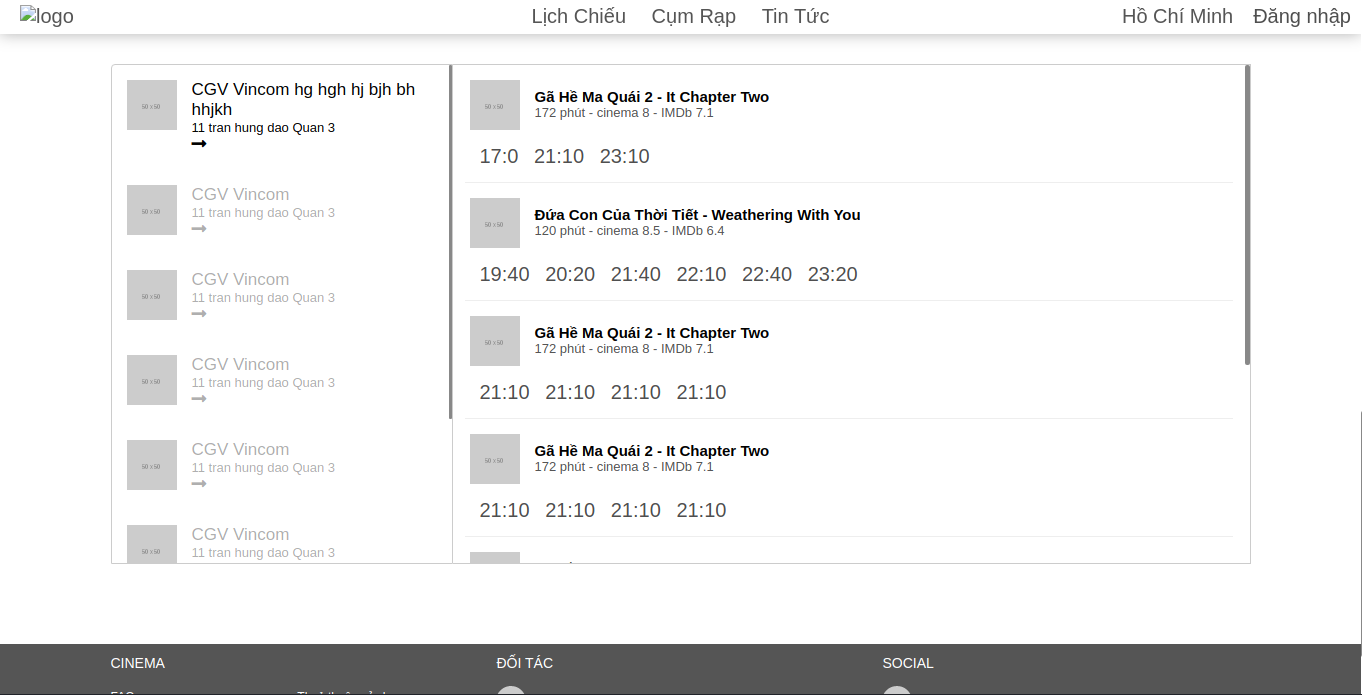 logo
Lịch Chiếu Cụm Rạp Tin Tức
Hồ Chí Minh Đăng nhập
50 x 50
CGV Vincom hg hgh hj bjh bh
hhjkh
11 tran hung dao Quan 3
50 x 50
CGV Vincom
11 tran hung dao Quan 3
50 x 50
CGV Vincom
11 tran hung dao Quan 3
50 x 50
CGV Vincom
11 tran hung dao Quan 3
50 x 50
CGV Vincom
11 tran hung dao Quan 3
50 x 50
CGV Vincom
11 tran hung dao Quan 3
50 x 50
Gã Hề Ma Quái 2 - It Chapter Two
172 phút - cinema 8 - IMDb 7.1
17:0 21:10 23:10
50 x 50
Đứa Con Của Thời Tiết - Weathering With You
120 phút - cinema 8.5 - IMDb 6.4
19:40 20:20 21:40 22:10 22:40 23:20
50 x 50
Gã Hề Ma Quái 2 - It Chapter Two
172 phút - cinema 8 - IMDb 7.1
21:10 21:10 21:10 21:10
50 x 50
Gã Hề Ma Quái 2 - It Chapter Two
172 phút - cinema 8 - IMDb 7.1
21:10 21:10 21:10 21:10
CINEMA
ĐỐI TÁC
SOCIAL